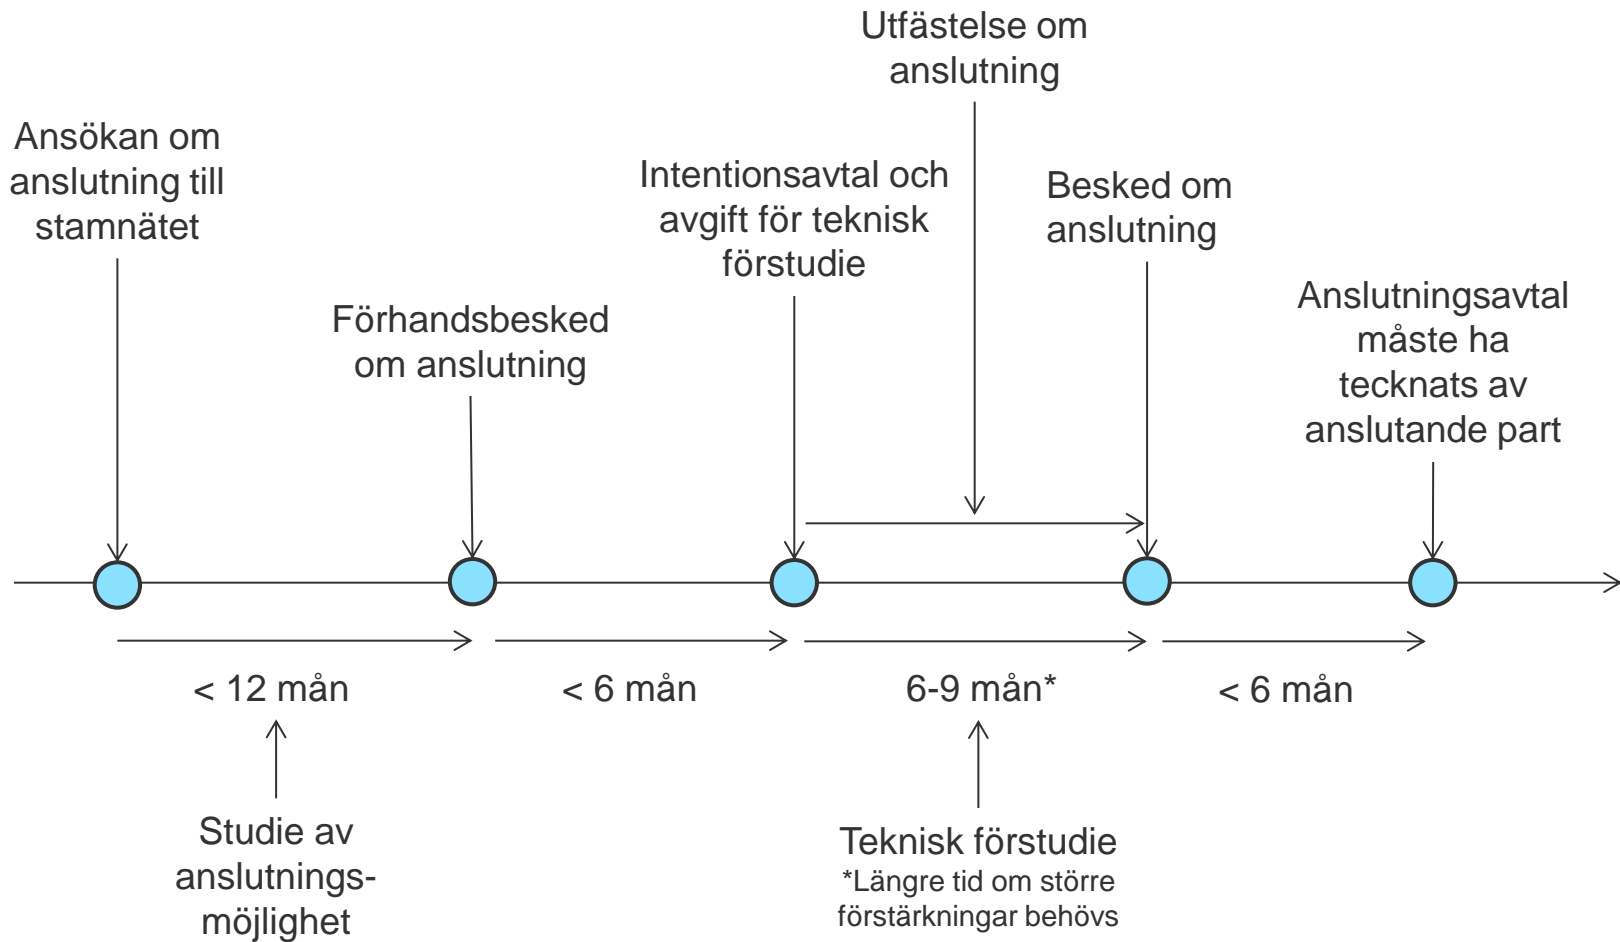 Utfästelse om
anslutning
Ansökan om
anslutning till
stamnätet
Intentionsavtal och
avgift för teknisk
förstudie
Besked om
anslutning
Förhandsbesked
om anslutning
Anslutningsavtal
måste ha
tecknats av
anslutande part
< 12 mån
< 6 mån
6-9 mån*
< 6 mån
Studie av
anslutnings-
möjlighet
Teknisk förstudie
*Längre tid om större
förstärkningar behövs